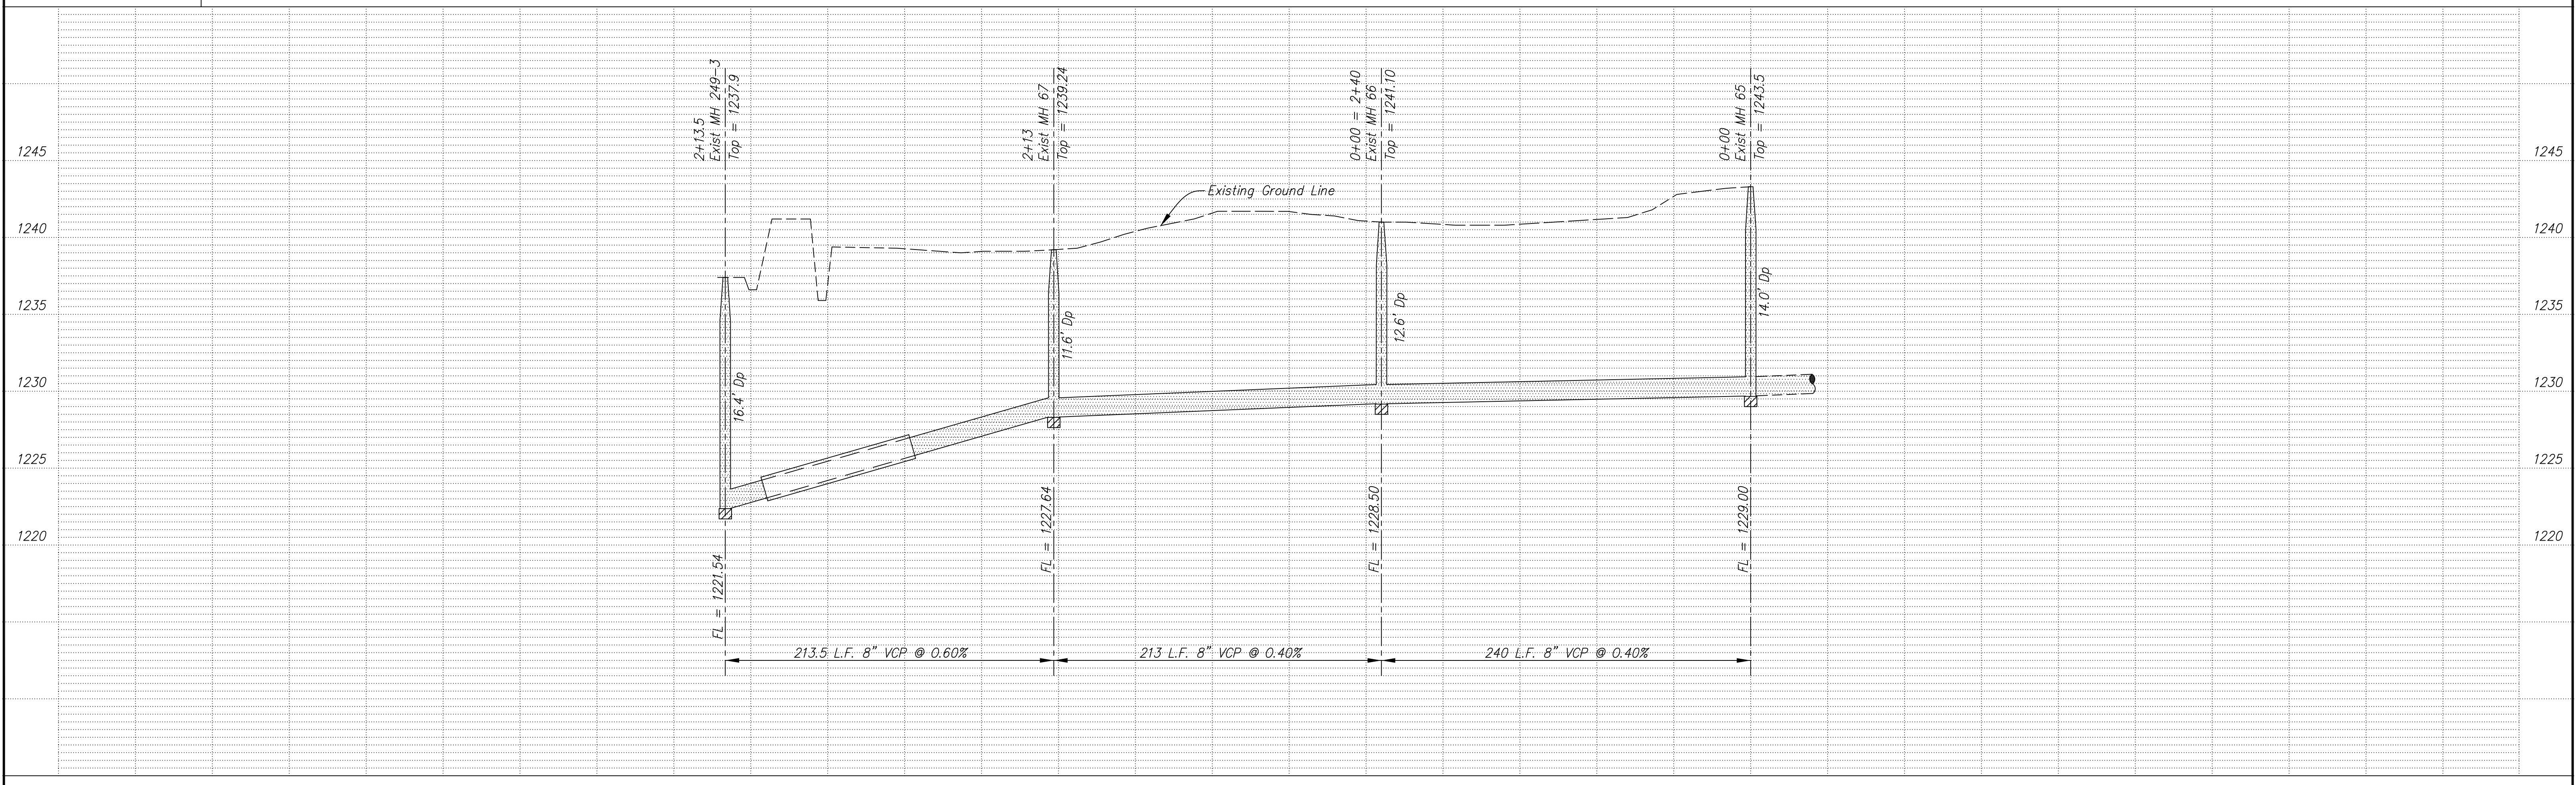 2+13.5
Exist MH 249-3
Top = 1237.9
2+13
Exist MH 67
Top = 1239.24
0+00 = 2+40
Exist MH 66
Top = 1241.10
0+00
Exist MH 65
Top = 1243.5
1245
1245
Existing Ground Line
1240
1240
1235
1235
16.4' Dp
11.6' Dp
12.6' Dp
14.0' Dp
1230
1230
1225
1225
1220
1220
FL = 1221.54
FL = 1227.64
FL = 1228.50
FL = 1229.00
213.5 L.F. 8" VCP @ 0.60%
213 L.F. 8" VCP @ 0.40%
240 L.F. 8" VCP @ 0.40%